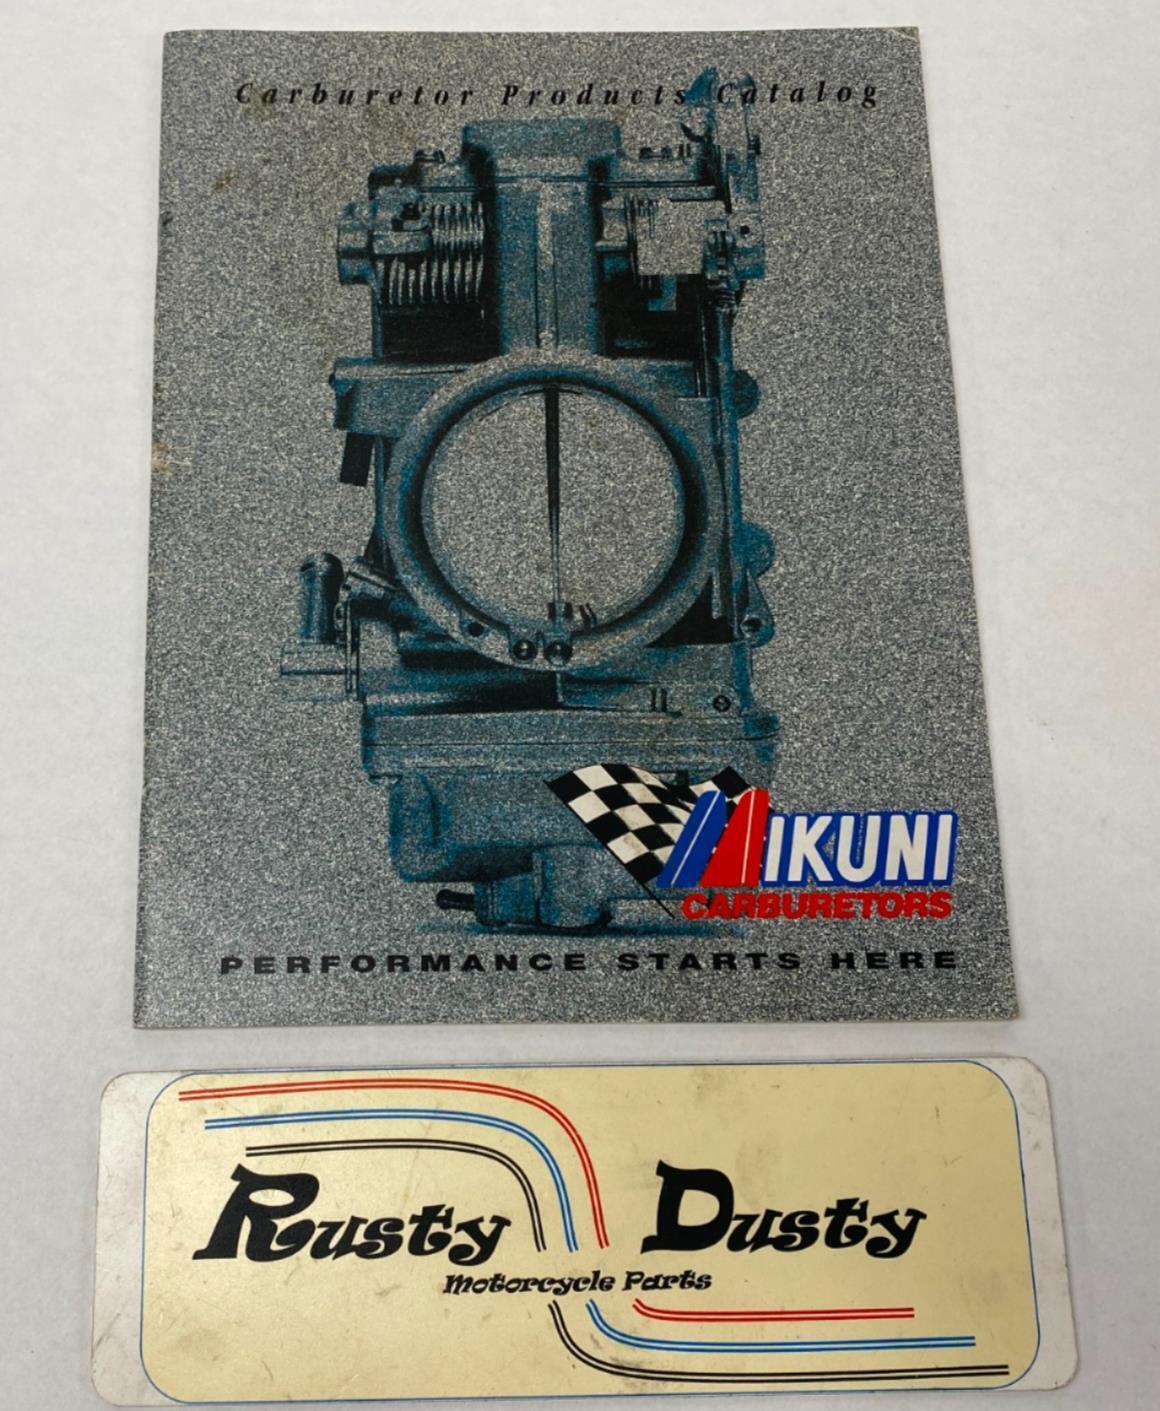 Carburetor Products Catalog
MIKUNI
CARBURETORS
PERFORMANCE STARTS HERE
Rusty Dusty
Motorcycle Parts